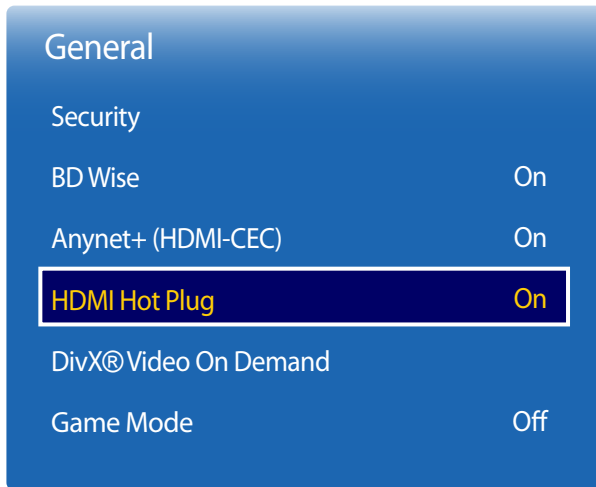 General
Security
BD Wise On
Anynet+ (HDMI-CEC) On
HDMI Hot Plug On
DivX® Video On Demand
Game Mode Off